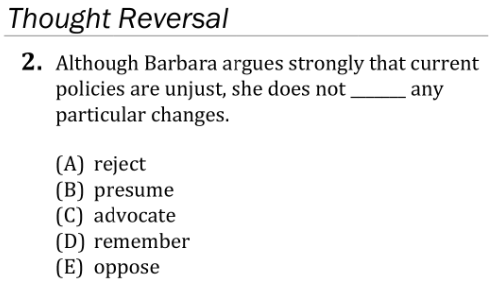 Thought Reversal
2. Although Barbara argues strongly that current
policies are unjust, she does not ______ any
particular changes.
(A) reject
(B) presume
(C) advocate
(D) remember
(E) oppose